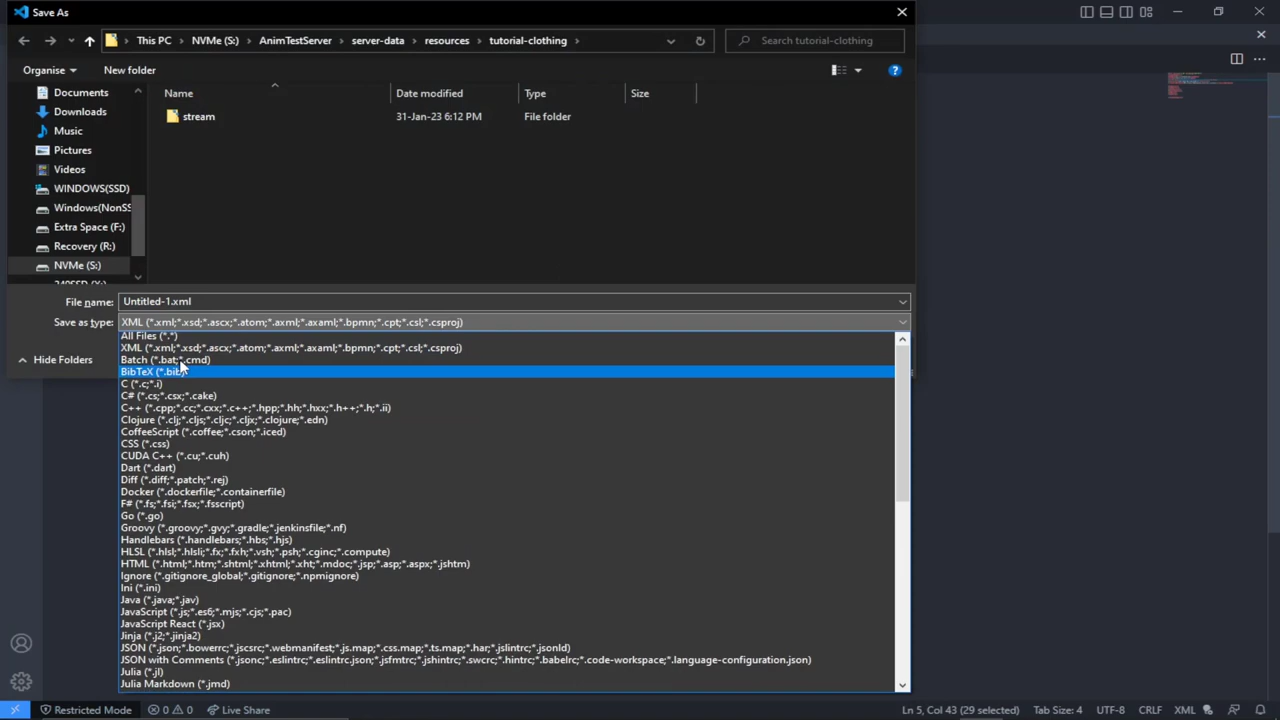 Save As
This PC > NVMe (S:) > AnimTestServer > server-data > resources > tutorial-clothing >
Search tutorial-clothing
Organise
New folder
Name
Date modified
Type
Size
stream
31-Jan-23 6:12 PM
File folder
Documents
Downloads
Music
Pictures
Videos
WINDOWS(SSD)
Windows(NonSS
Extra Space (F:)
Recovery (R:)
NVMe (S:)
File name:
Untitled-1.xml
Save as type:
XML (*.xml;*.xsd;*.ascx;*.atom;*.axml;*.axaml;*.bpmn;*.cpt;*.csl;*.csproj)
Hide Folders
All Files (*.*)
XML (*.xml;*.xsd;*.ascx;*.atom;*.axml;*.axaml;*.bpmn;*.cpt;*.csl;*.csproj)
Batch (*.bat;*.cmd)
BibTeX (*.bib)
C (*.c;*.i)
C# (*.cs;*.csx;*.cake)
C++ (*.cpp;*.cc;*.cxx;*.c++;*.hpp;*.hh;*.hxx;*.h++;*.h;*.ii)
Clojure (*.clj;*.cljs;*.cljc;*.cljx;*.clojure;*.edn)
CoffeeScript (*.coffee;*.cson;*.iced)
CSS (*.css)
CUDA C++ (*.cu;*.cuh)
Dart (*.dart)
Diff (*.diff;*.patch;*.rej)
Docker (*.dockerfile;*.containerfile)
F# (*.fs;*.fsi;*.fsx;*.fsscript)
Go (*.go)
Groovy (*.groovy;*.gvy;*.gradle;*.jenkinsfile;*.nf)
Handlebars (*.handlebars;*.hbs;*.hjs)
HLSL (*.hlsl;*.hlsli;*.fx;*.fxh;*.vsh;*.psh;*.cginc;*.compute)
HTML (*.html;*.htm;*.shtml;*.xhtml;*.xht;*.mdoc;*.jsp;*.asp;*.aspx;*.jshtm)
Ignore (*.gitignore_global;*.gitignore;*.npmignore)
Ini (*.ini)
Java (*.java;*.jav)
JavaScript (*.js;*.es6;*.mjs;*.cjs;*.pac)
JavaScript React (*.jsx)
Jinja (*.j2;*.jinja2)
JSON (*.json;*.bowerrc;*.jscsrc;*.webmanifest;*.js.map;*.css.map;*.ts.map;*.har;*.jslintrc;*.jsonld)
JSON with Comments (*.jsonc;*.eslintrc;*.eslintrc.json;*.jsfmtrc;*.jshintrc;*.swcrc;*.hintrc;*.babelrc;*.code-workspace;*.language-configuration.json)
Julia (*.jl)
Julia Markdown (*.jmd)
Restricted Mode
0
0
Live Share
Ln 5, Col 43 (29 selected)
Tab Size: 4
UTF-8
CRLF
XML